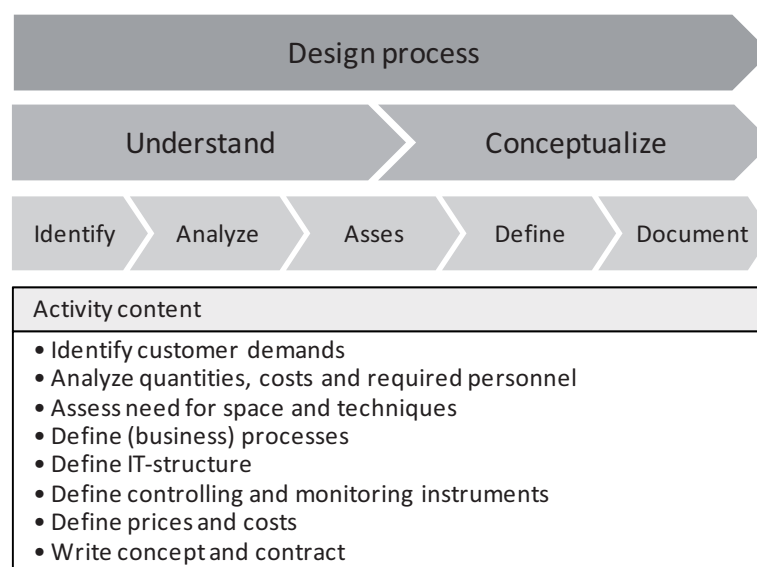 Design process
Understand
Conceptualize
Identify
Analyze
Asses
Define
Document
Activity content
• Identify customer demands
• Analyze quantities, costs and required personnel
• Assess need for space and techniques
• Define (business) processes
• Define IT-structure
• Define controlling and monitoring instruments
• Define prices and costs
• Write concept and contract